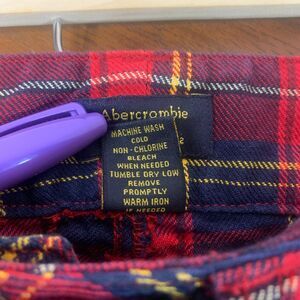 Abercrombie
MACHINE WASH
COLD
NON - CHLORINE
BLEACH
WHEN NEEDED
TUMBLE DRY LOW
REMOVE
PROMPTLY
WARM IRON
IF NEEDED